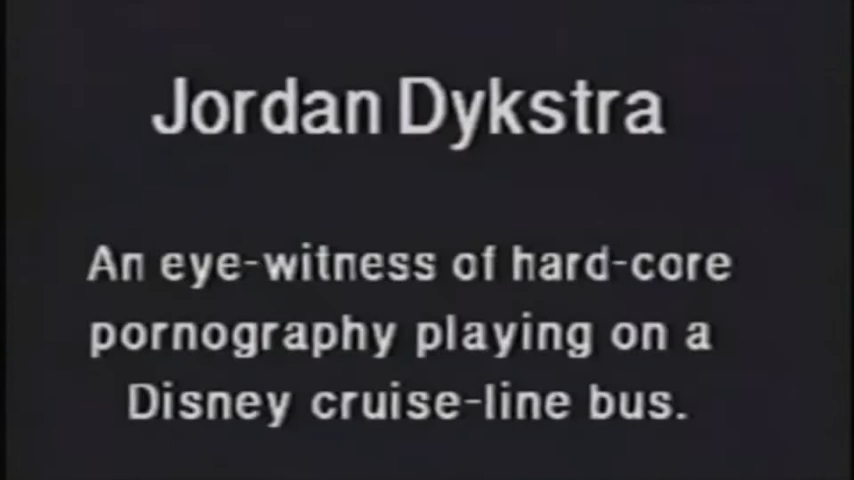 Jordan Dykstra
An eye-witness of hard-core
pornography playing on a
Disney cruise-line bus.